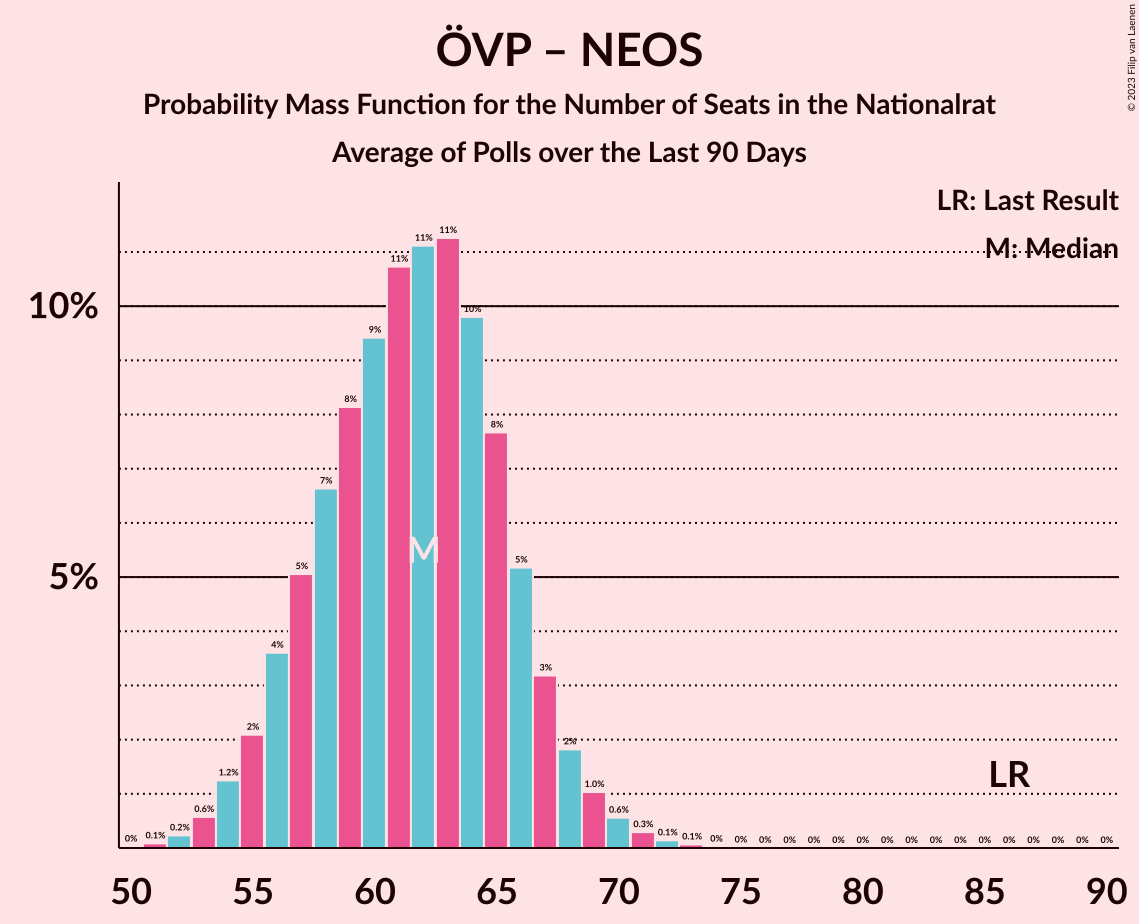 ÖVP – NEOS
Probability Mass Function for the Number of Seats in the Nationalrat
Average of Polls over the Last 90 Days
© 2023 Filip van Laenen
LR: Last Result
M: Median
10%
5%
0% 0.1% 0.2% 0.6% 1.2% 2% 4% 5% 7% 8% 9% 11% 11% 11% 10% 8% 5% 3% 2% 1.0% 0.6% 0.3% 0.1% 0.1% 0% 0% 0% 0% 0% 0% 0% 0% 0% 0% 0% 0% 0% 0% 0% 0% 0%
M
LR
50 55 60 65 70 75 80 85 90